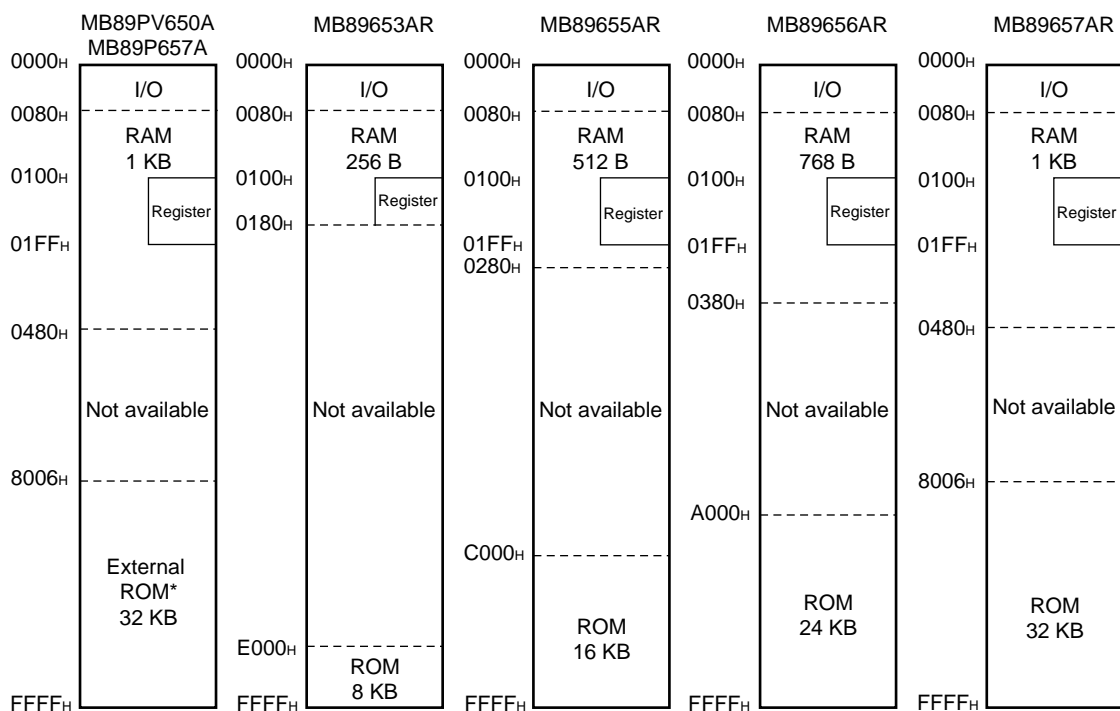 MB89PV650A
MB89P657A
0000H
I/O
0080H
RAM
1 KB
0100H
Register
01FFH
0480H
Not available
8006H
External
ROM*
32 KB
FFFFH
MB89653AR
0000H
I/O
0080H
RAM
256 B
0100H
Register
0180H
Not available
E000H
ROM
8 KB
FFFFH
MB89655AR
0000H
I/O
0080H
RAM
512 B
0100H
Register
01FFH
0280H
Not available
C000H
ROM
16 KB
FFFFH
MB89656AR
0000H
I/O
0080H
RAM
768 B
0100H
Register
01FFH
0380H
Not available
A000H
ROM
24 KB
FFFFH
MB89657AR
0000H
I/O
0080H
RAM
1 KB
0100H
Register
01FFH
0480H
Not available
8006H
ROM
32 KB
FFFFH